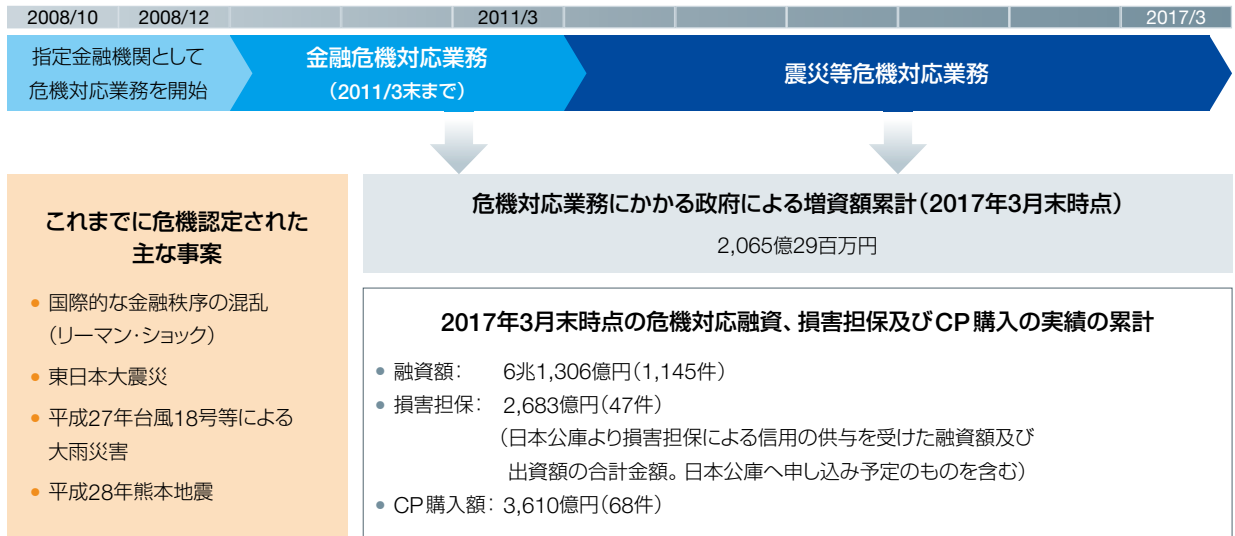 2008/10 2008/12 2011/3 2017/3
指定金融機関として
危機対応業務を開始
金融危機対応業務
（2011/3末まで）
震災等危機対応業務
これまでに危機認定された
主な事案
• 国際的な金融秩序の混乱
（リーマン・ショック）
• 東日本大震災
• 平成27年台風18号等による
大雨災害
• 平成28年熊本地震
危機対応業務にかかる政府による増資額累計（2017年3月末時点）
2,065億29百万円
2017年3月末時点の危機対応融資、損害担保及びCP購入の実績の累計
• 融資額： 6兆1,306億円（1,145件）
• 損害担保： 2,683億円（47件）
（日本公庫より損害担保による信用の供与を受けた融資額及び
出資額の合計金額。日本公庫へ申し込み予定のものを含む）
• CP購入額： 3,610億円（68件）